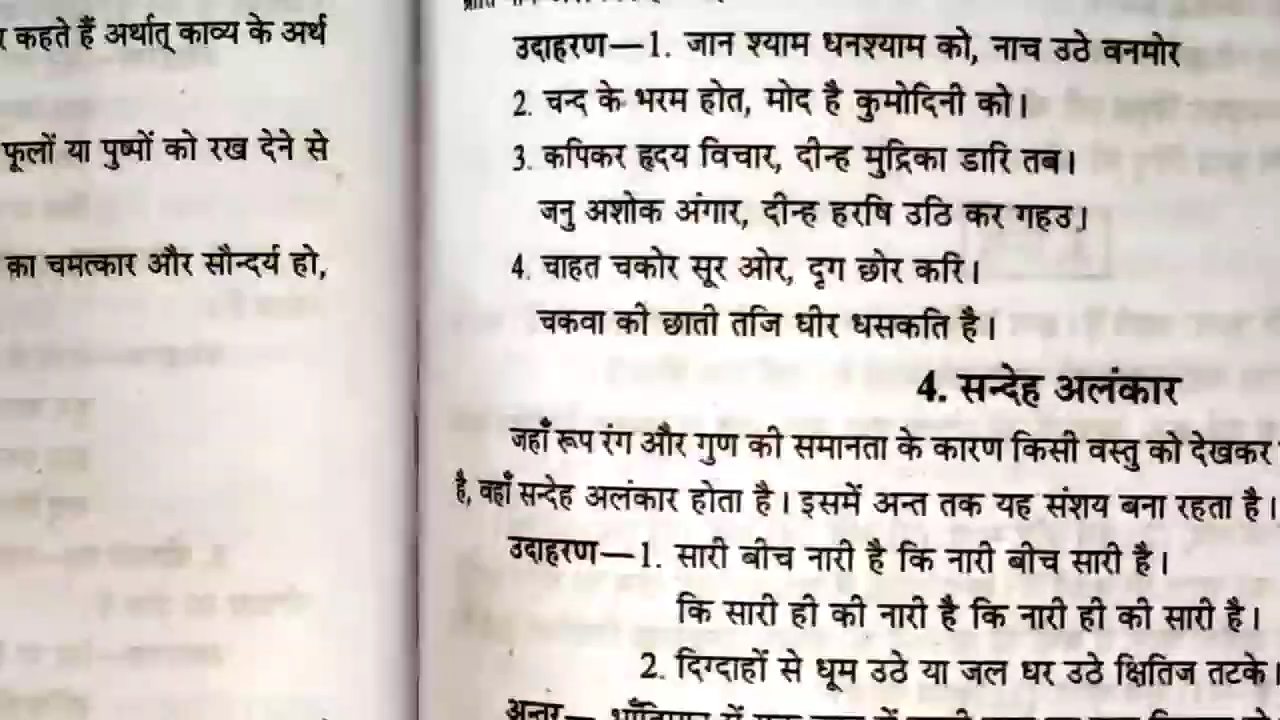 कहते हैं अर्थात् काव्य के अर्थ
फूलों या पुष्पों को रख देने से
का चमत्कार और सौन्दर्य हो,
उदाहरण—1. जान श्याम धनश्याम को, नाच उठे वनमोर
2. चन्द के भरम होत, मोद है कुमोदिनी को।
3. कपिकर हृदय विचार, दीन्ह मुद्रिका डारि तब।
जनु अशोक अंगार, दीन्ह हरषि उठि कर गहउ।
4. चाहत चकोर सूर ओर, दृग छोर करि।
चकवा की छाती तजि धीर धसकति है।
4. सन्देह अलंकार
जहाँ रूप रंग और गुण की समानता के कारण किसी वस्तु को देखकर
है, वहाँ सन्देह अलंकार होता है। इसमें अन्त तक यह संशय बना रहता है।
उदाहरण—1. सारी बीच नारी है कि नारी बीच सारी है।
कि सारी ही की नारी है कि नारी ही की सारी है।
2. दिग्दाहों से धूम उठे या जल धर उठे क्षितिज तटके।
अन्तर—